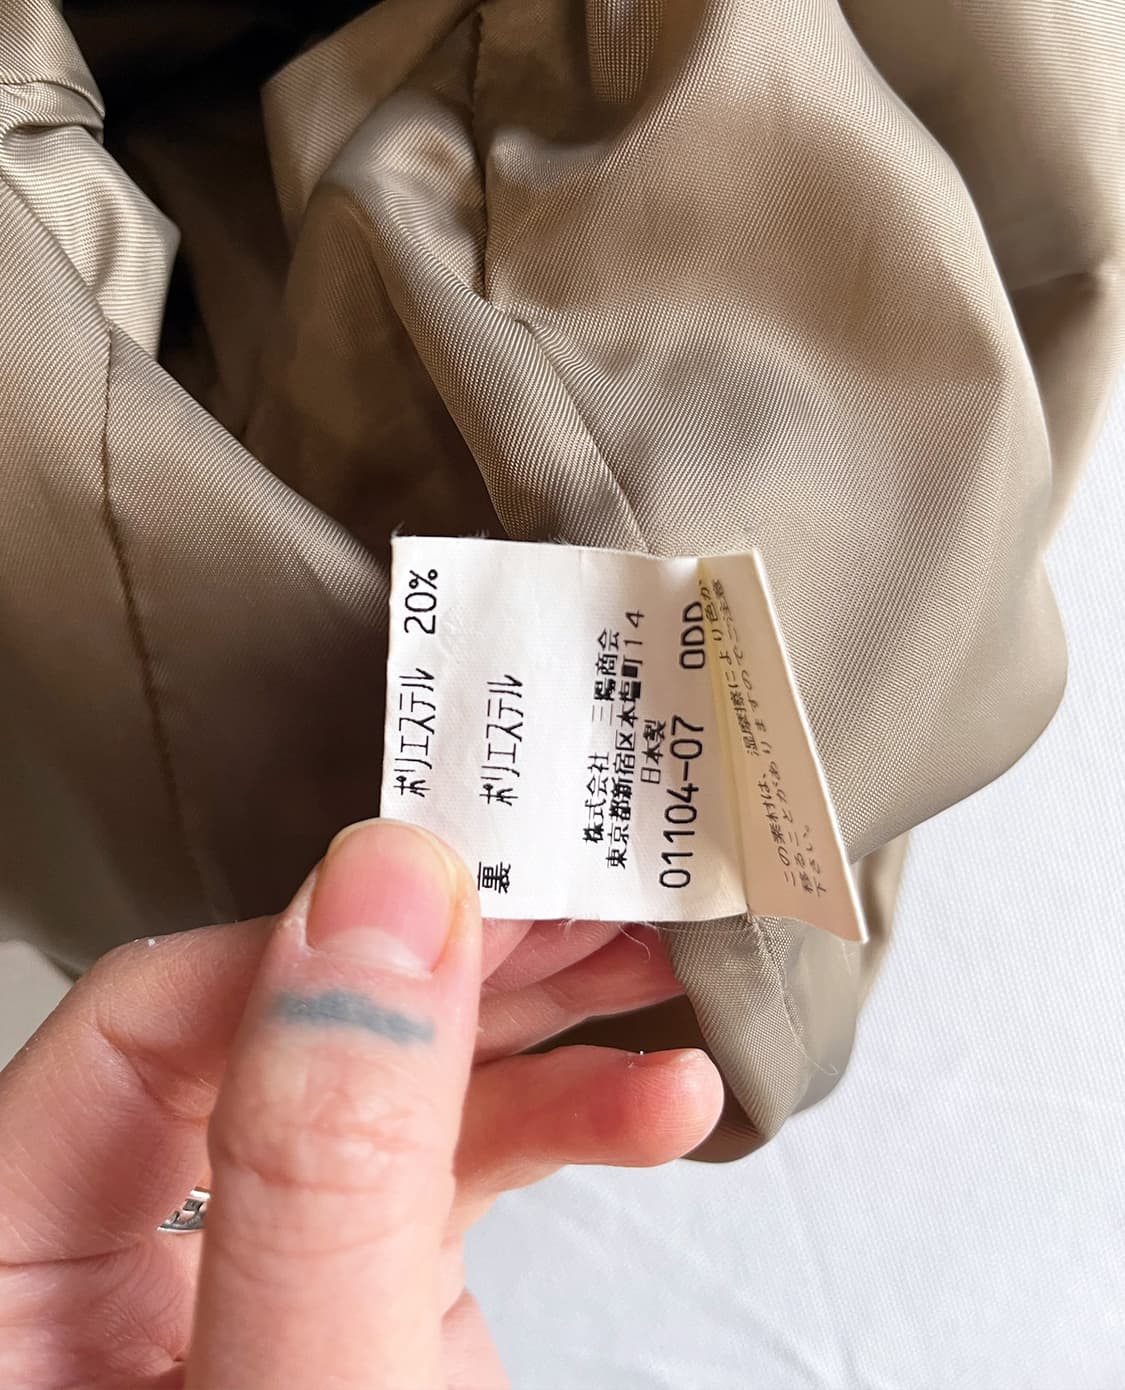 ポリエステル 20%
裏 ポリエステル
株式会社 三陽商会
東京都新宿区本塩町14
日本製
01104-07 0DD
この素材は、湿摩擦により色が
移ることがありますのでご注意
下さい。